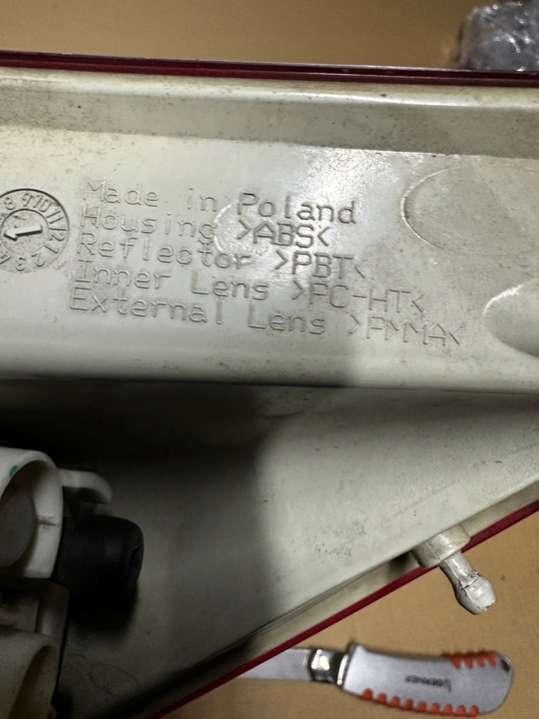 Made in Poland
Housing >ABS<
Reflector >PBT<
Inner Lens >PC-HT<
External Lens >PMMA<